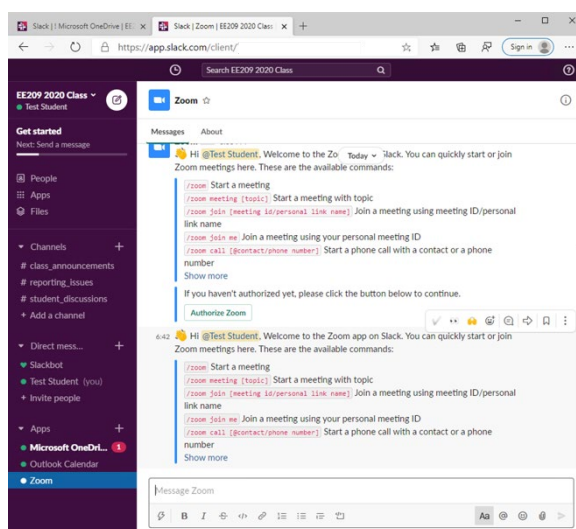 Slack | ! Microsoft OneDrive | EE
Slack | Zoom | EE209 2020 Class
https://app.slack.com/client/
Sign in
Search EE209 2020 Class
EE209 2020 Class
Test Student
Get started
Next: Send a message
People
Apps
Files
Channels
# class_announcements
# reporting_issues
# student_discussions
+ Add a channel
Direct mess...
Slackbot
Test Student (you)
+ Invite people
Apps
Microsoft OneDri... 1
Outlook Calendar
Zoom
Zoom
Messages About
Today
Hi @Test Student, Welcome to the Zo Slack. You can quickly start or join
Zoom meetings here. These are the available commands:
/zoom Start a meeting
/zoom meeting [topic] Start a meeting with topic
/zoom join [meeting id/personal link name] Join a meeting using meeting ID/personal
link name
/zoom join me Join a meeting using your personal meeting ID
/zoom call [@contact/phone number] Start a phone call with a contact or a phone
number
Show more
If you haven't authorized yet, please click the button below to continue.
Authorize Zoom
6:42 Hi @Test Student, Welcome to the Zoom app on Slack. You can quickly start or join
Zoom meetings here. These are the available commands:
/zoom Start a meeting
/zoom meeting [topic] Start a meeting with topic
/zoom join [meeting id/personal link name] Join a meeting using meeting ID/personal
link name
/zoom join me Join a meeting using your personal meeting ID
/zoom call [@contact/phone number] Start a phone call with a contact or a phone
number
Show more
Message Zoom
B I S Aa @